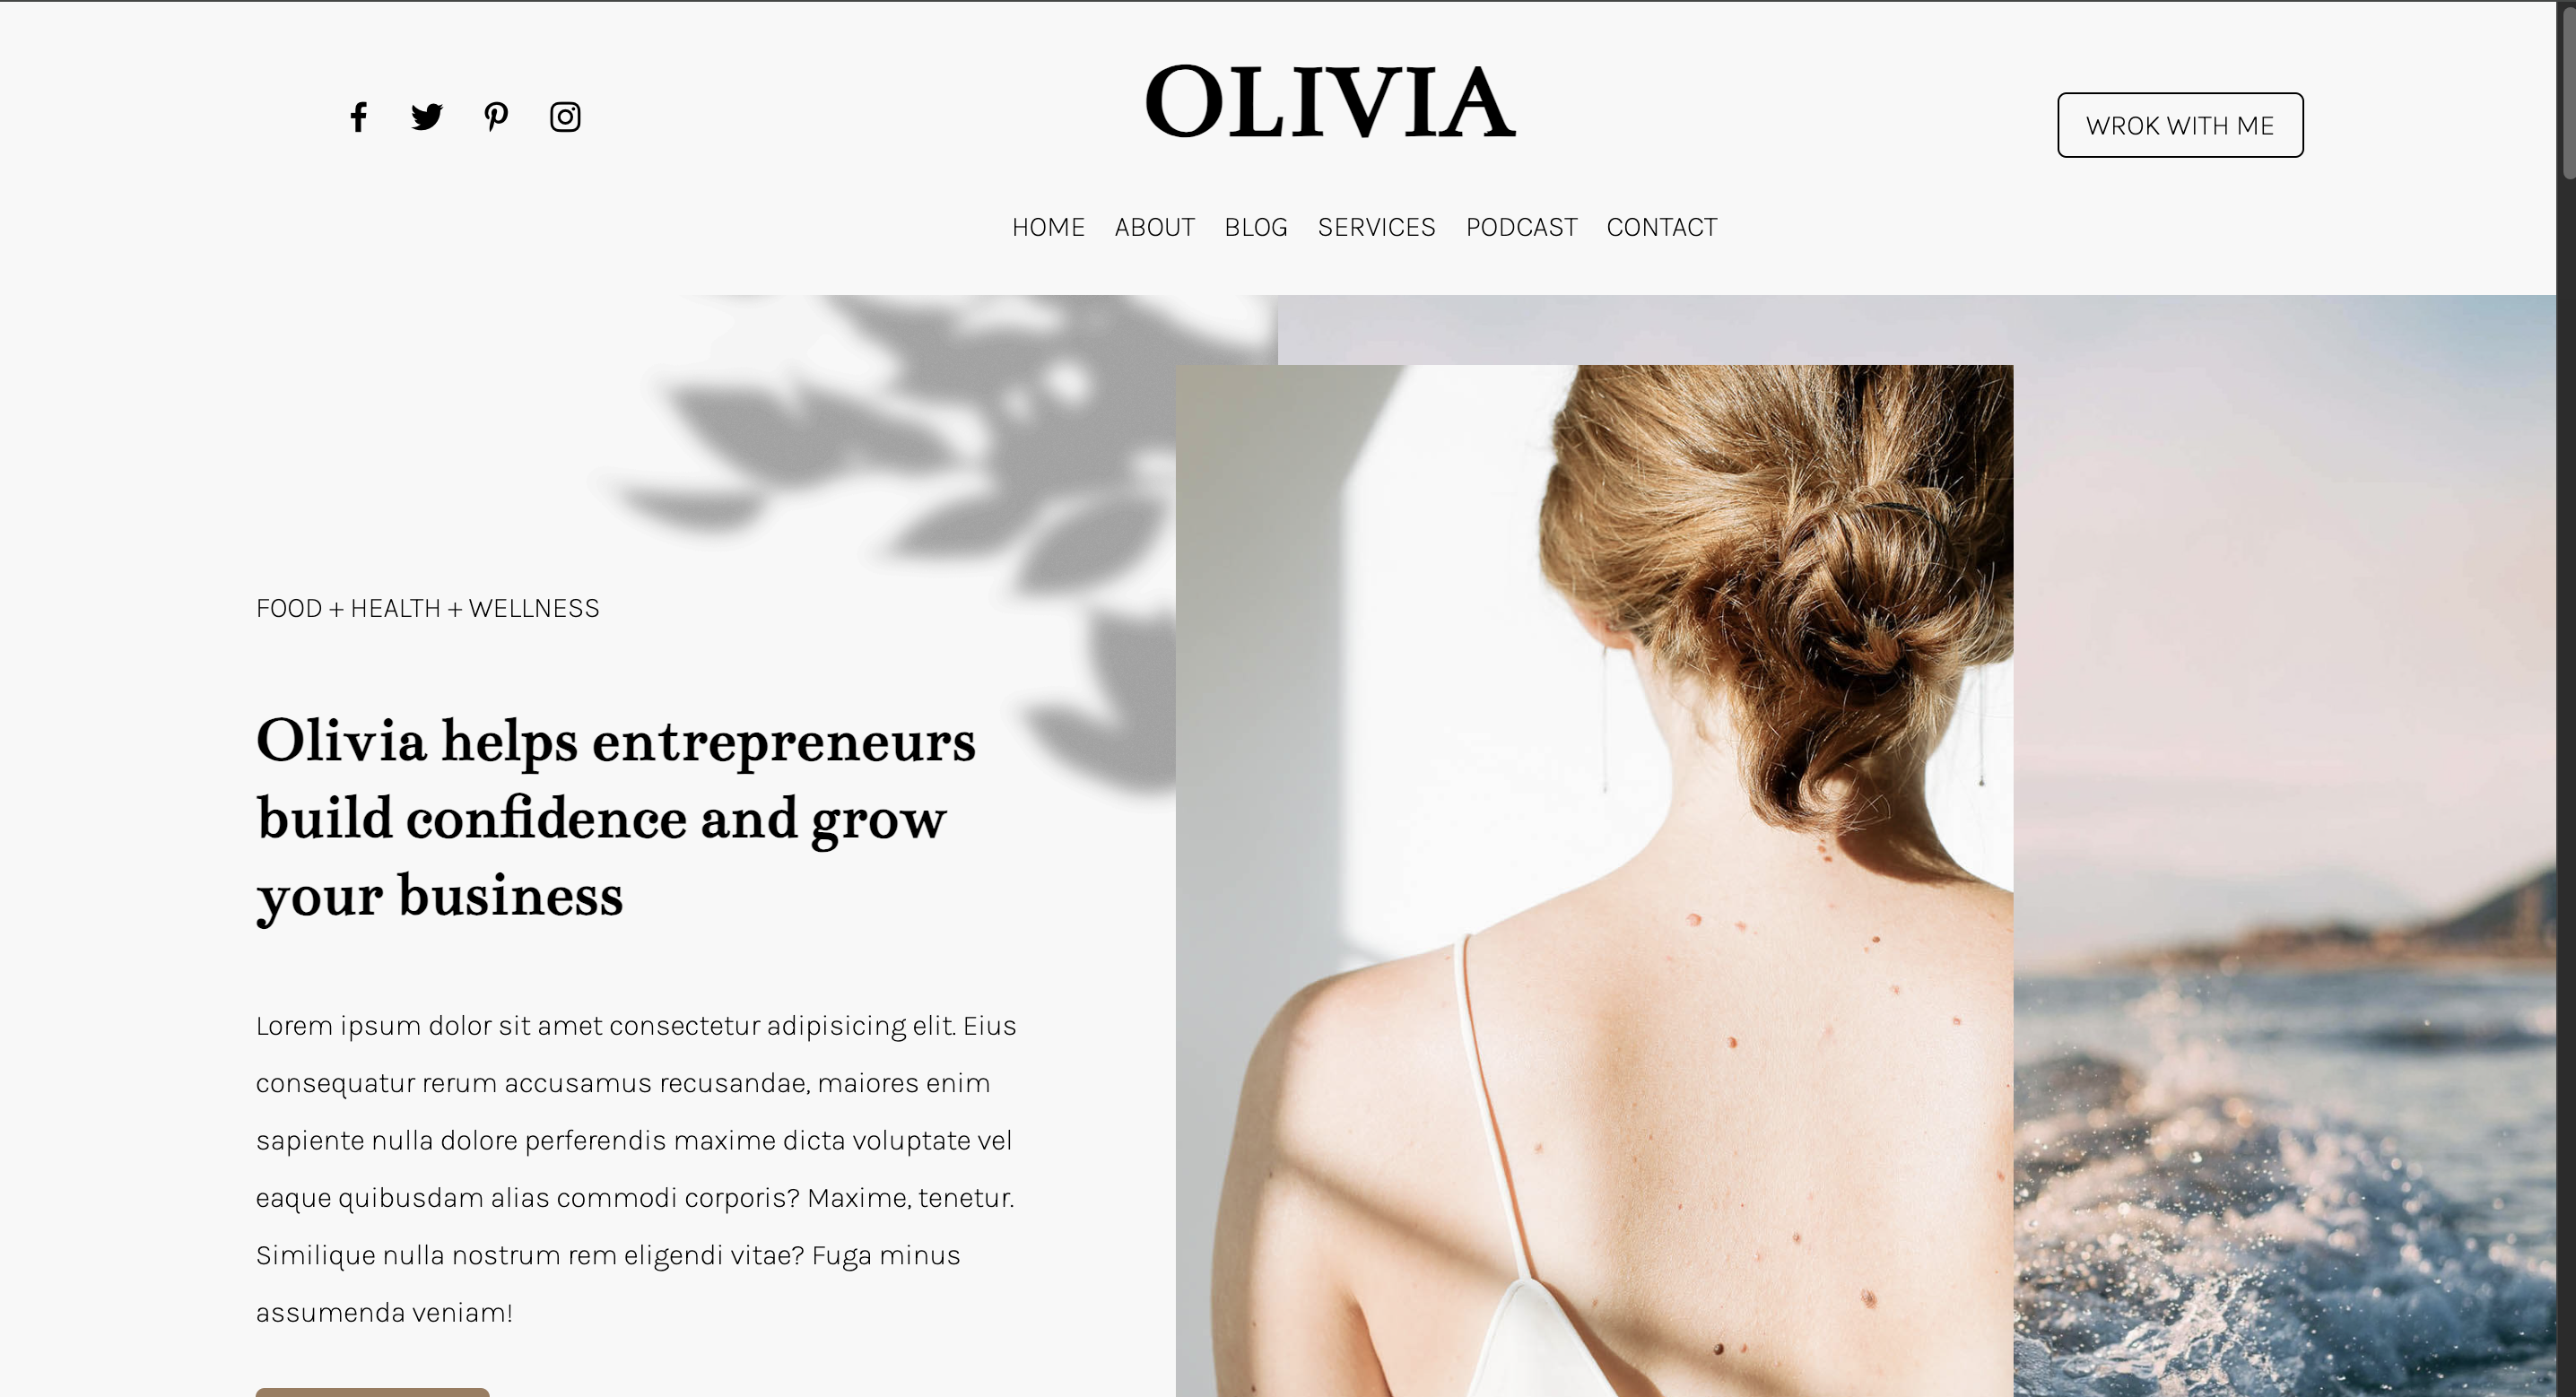 OLIVIA
WROK WITH ME
HOME ABOUT BLOG SERVICES PODCAST CONTACT
FOOD + HEALTH + WELLNESS
Olivia helps entrepreneurs
build confidence and grow
your business
Lorem ipsum dolor sit amet consectetur adipisicing elit. Eius
consequatur rerum accusamus recusandae, maiores enim
sapiente nulla dolore perferendis maxime dicta voluptate vel
eaque quibusdam alias commodi corporis? Maxime, tenetur.
Similique nulla nostrum rem eligendi vitae? Fuga minus
assumenda veniam!